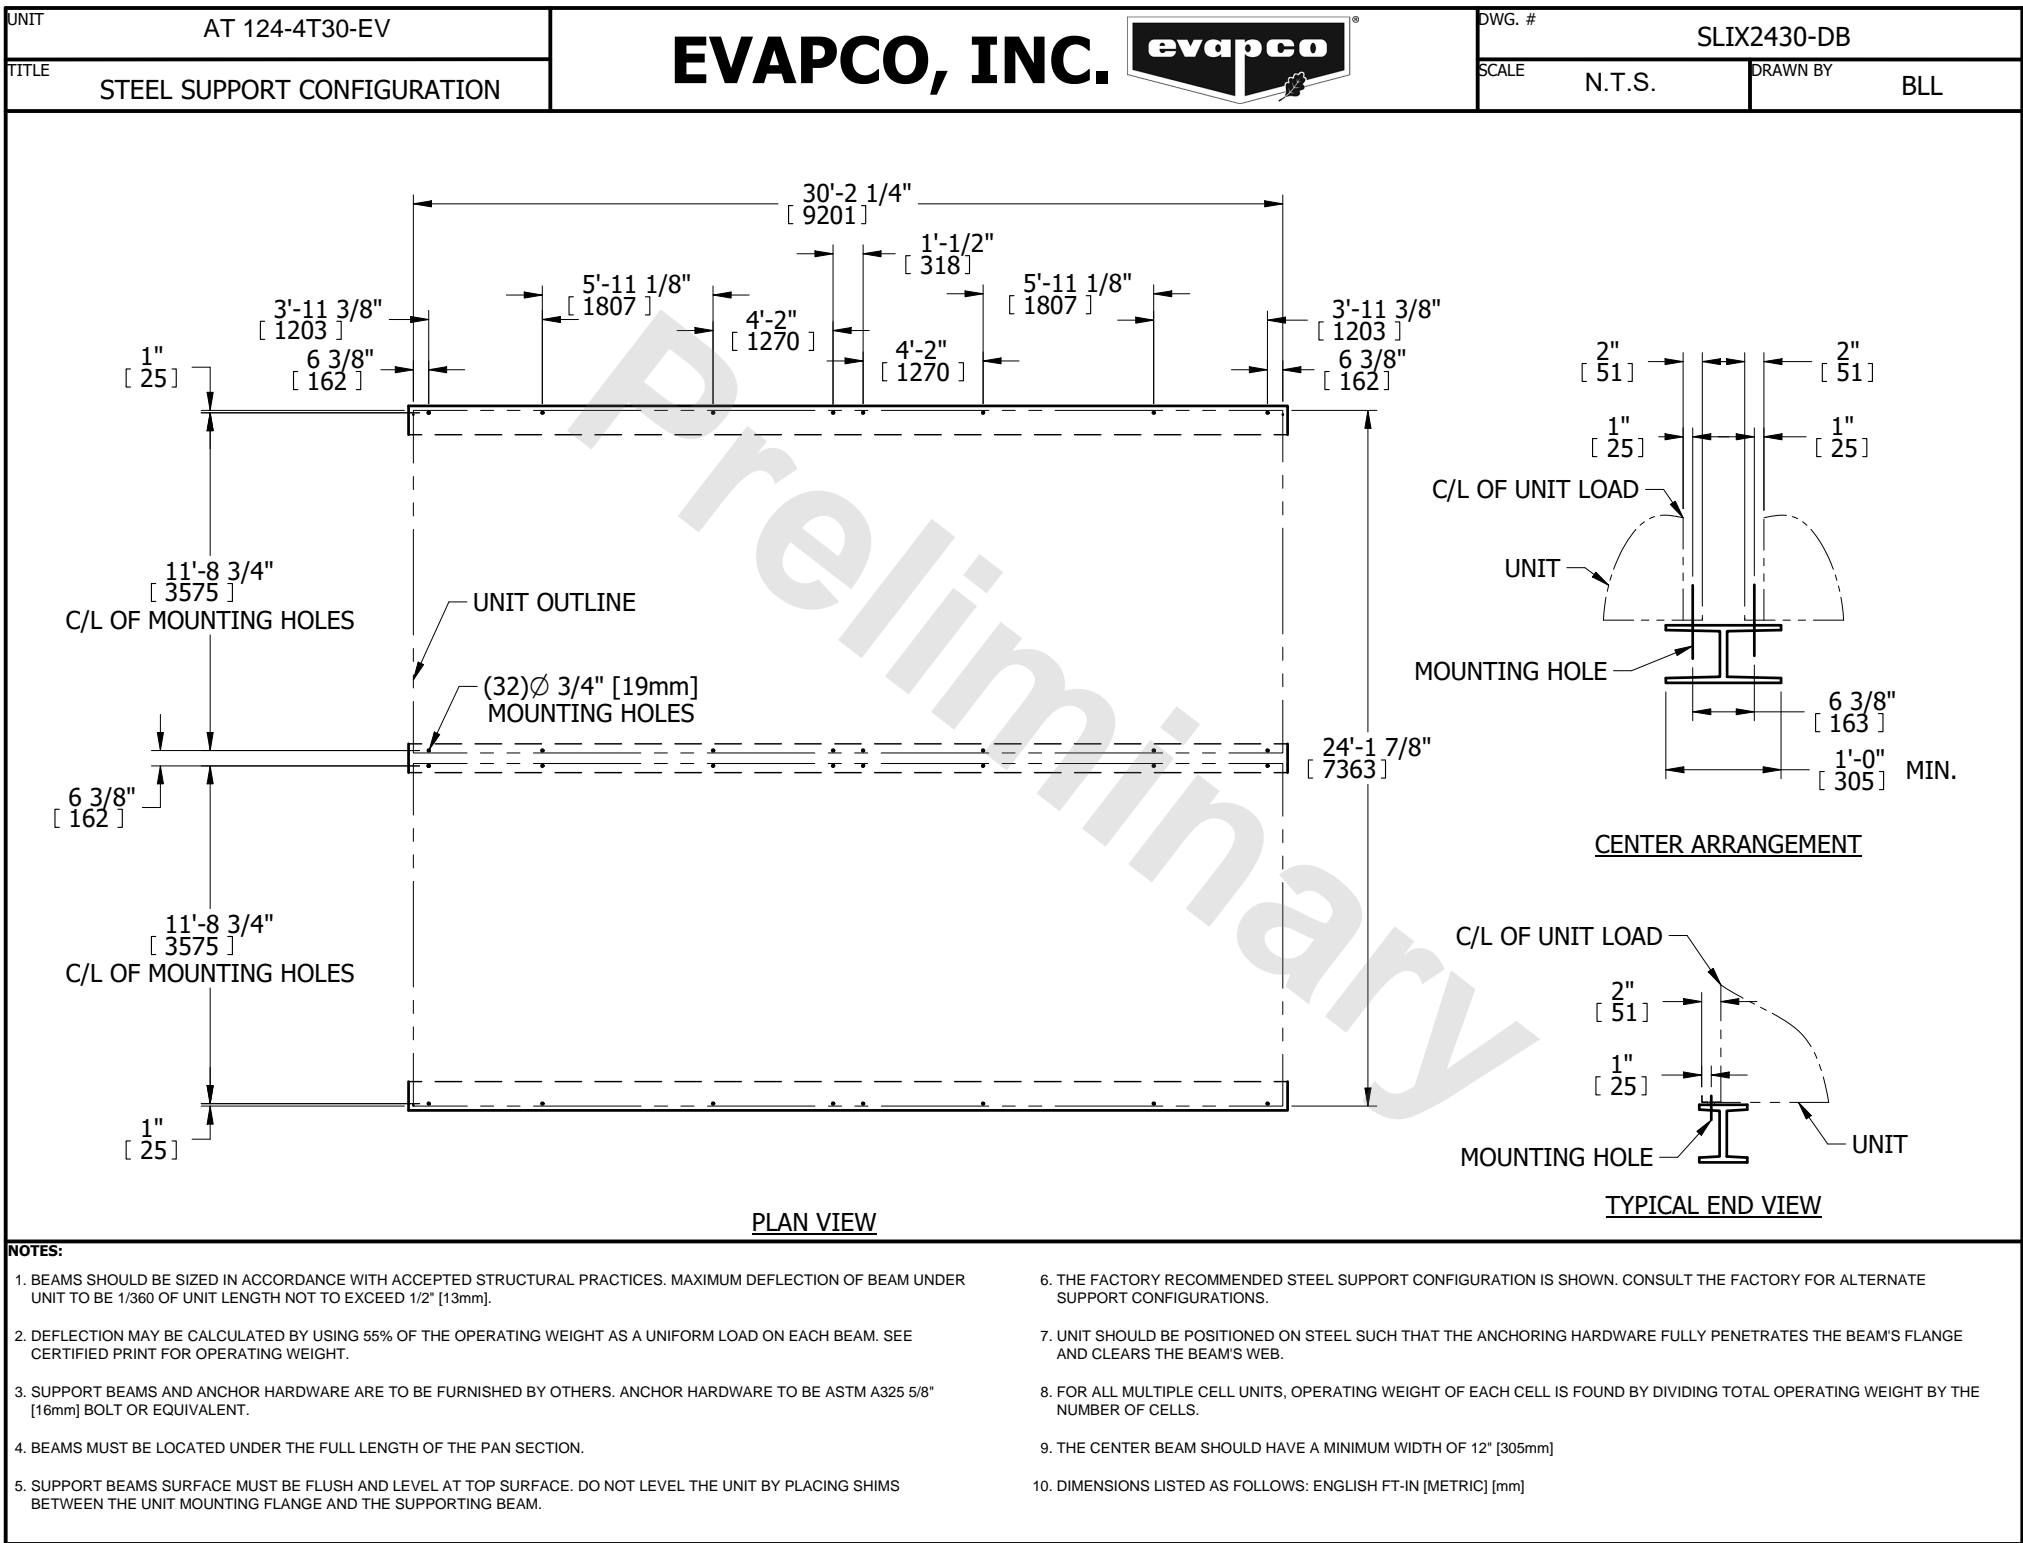 UNIT
AT 124-4T30-EV
TITLE
STEEL SUPPORT CONFIGURATION
EVAPCO, INC.
evapco
®
DWG. #
SLIX2430-DB
SCALE
N.T.S.
DRAWN BY
BLL
30'-2 1/4"
[ 9201]
1'-1/2"
[ 318]
5'-11 1/8"
[ 1807 ]
5'-11 1/8"
[ 1807 ]
3'-11 3/8"
[ 1203 ]
4'-2"
[ 1270 ]
3'-11 3/8"
[ 1203 ]
1"
[ 25]
6 3/8"
[ 162 ]
4'-2"
[ 1270 ]
6 3/8"
[ 162]
11'-8 3/4"
[ 3575 ]
C/L OF MOUNTING HOLES
UNIT OUTLINE
(32)∅ 3/4" [19mm]
MOUNTING HOLES
24'-1 7/8"
[ 7363]
6 3/8"
[ 162 ]
11'-8 3/4"
[ 3575 ]
C/L OF MOUNTING HOLES
1"
[ 25]
PLAN VIEW
Preliminary
2"
[ 51]
2"
[ 51]
1"
[ 25]
1"
[ 25]
C/L OF UNIT LOAD
UNIT
MOUNTING HOLE
6 3/8"
[ 163 ]
1'-0"
[ 305] MIN.
CENTER ARRANGEMENT
C/L OF UNIT LOAD
2"
[ 51]
1"
[ 25]
MOUNTING HOLE
UNIT
TYPICAL END VIEW
NOTES:
1. BEAMS SHOULD BE SIZED IN ACCORDANCE WITH ACCEPTED STRUCTURAL PRACTICES. MAXIMUM DEFLECTION OF BEAM UNDER
UNIT TO BE 1/360 OF UNIT LENGTH NOT TO EXCEED 1/2" [13mm].
2. DEFLECTION MAY BE CALCULATED BY USING 55% OF THE OPERATING WEIGHT AS A UNIFORM LOAD ON EACH BEAM. SEE
CERTIFIED PRINT FOR OPERATING WEIGHT.
3. SUPPORT BEAMS AND ANCHOR HARDWARE ARE TO BE FURNISHED BY OTHERS. ANCHOR HARDWARE TO BE ASTM A325 5/8"
[16mm] BOLT OR EQUIVALENT.
4. BEAMS MUST BE LOCATED UNDER THE FULL LENGTH OF THE PAN SECTION.
5. SUPPORT BEAMS SURFACE MUST BE FLUSH AND LEVEL AT TOP SURFACE. DO NOT LEVEL THE UNIT BY PLACING SHIMS
BETWEEN THE UNIT MOUNTING FLANGE AND THE SUPPORTING BEAM.
6. THE FACTORY RECOMMENDED STEEL SUPPORT CONFIGURATION IS SHOWN. CONSULT THE FACTORY FOR ALTERNATE
SUPPORT CONFIGURATIONS.
7. UNIT SHOULD BE POSITIONED ON STEEL SUCH THAT THE ANCHORING HARDWARE FULLY PENETRATES THE BEAM'S FLANGE
AND CLEARS THE BEAM'S WEB.
8. FOR ALL MULTIPLE CELL UNITS, OPERATING WEIGHT OF EACH CELL IS FOUND BY DIVIDING TOTAL OPERATING WEIGHT BY THE
NUMBER OF CELLS.
9. THE CENTER BEAM SHOULD HAVE A MINIMUM WIDTH OF 12" [305mm]
10. DIMENSIONS LISTED AS FOLLOWS: ENGLISH FT-IN [METRIC] [mm]